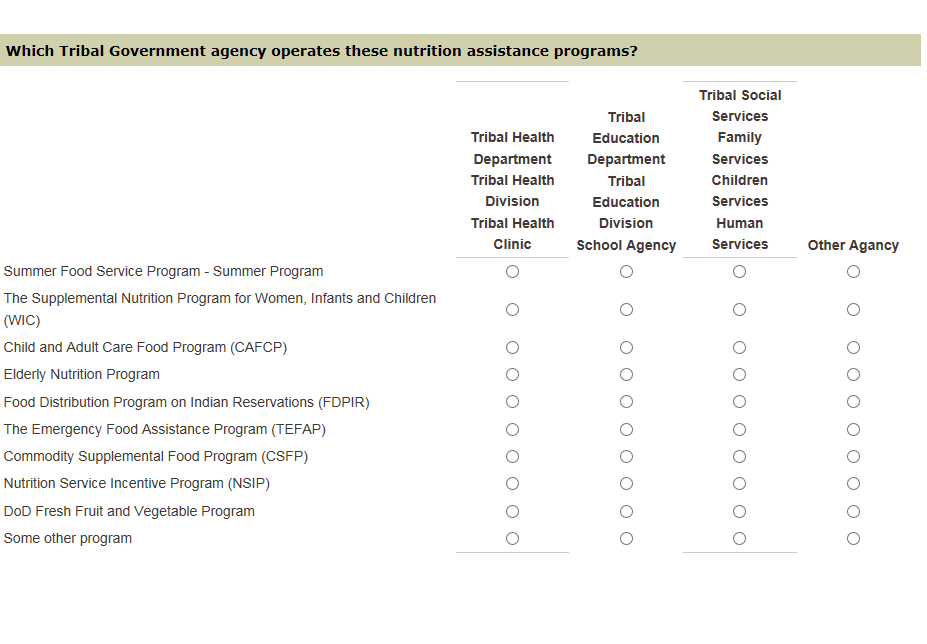 Which Tribal Government agency operates these nutrition assistance programs?
Tribal Health
Department
Tribal Health
Division
Tribal Health
Clinic
Tribal
Education
Department
Tribal
Education
Division
School Agency
Tribal Social
Services
Family
Services
Children
Services
Human
Services
Other Agancy
Summer Food Service Program - Summer Program
The Supplemental Nutrition Program for Women, Infants and Children
(WIC)
Child and Adult Care Food Program (CAFCP)
Elderly Nutrition Program
Food Distribution Program on Indian Reservations (FDPIR)
The Emergency Food Assistance Program (TEFAP)
Commodity Supplemental Food Program (CSFP)
Nutrition Service Incentive Program (NSIP)
DoD Fresh Fruit and Vegetable Program
Some other program